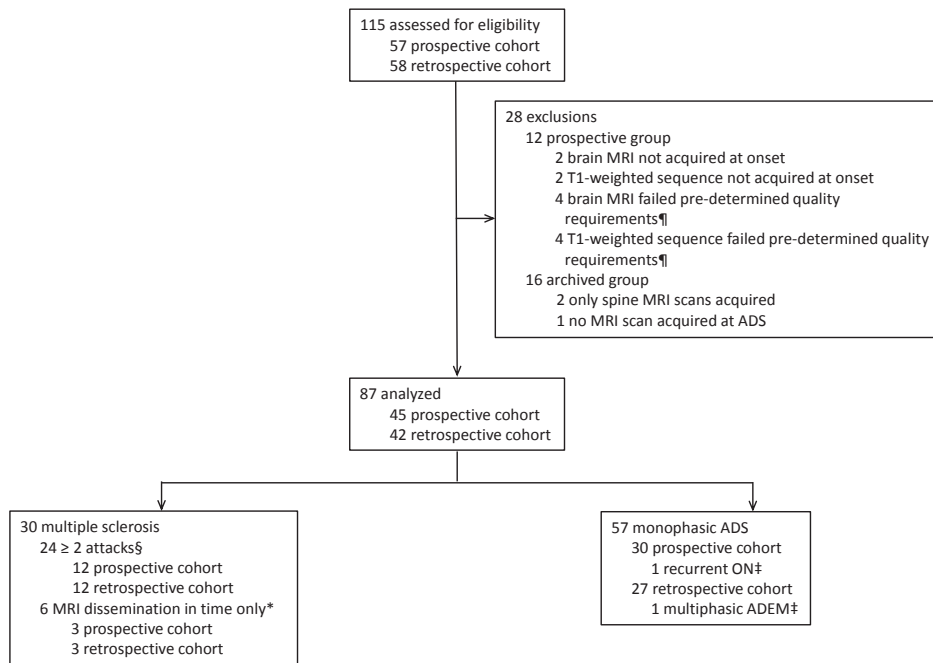 115 assessed for eligibility
57 prospective cohort
58 retrospective cohort
28 exclusions
12 prospective group
2 brain MRI not acquired at onset
2 T1-weighted sequence not acquired at onset
4 brain MRI failed pre-determined quality
requirements¶
4 T1-weighted sequence failed pre-determined quality
requirements¶
16 archived group
2 only spine MRI scans acquired
1 no MRI scan acquired at ADS
87 analyzed
45 prospective cohort
42 retrospective cohort
30 multiple sclerosis
24 ≥ 2 attacks§
12 prospective cohort
12 retrospective cohort
6 MRI dissemination in time only*
3 prospective cohort
3 retrospective cohort
57 monophasic ADS
30 prospective cohort
1 recurrent ON‡
27 retrospective cohort
1 multiphasic ADEM‡